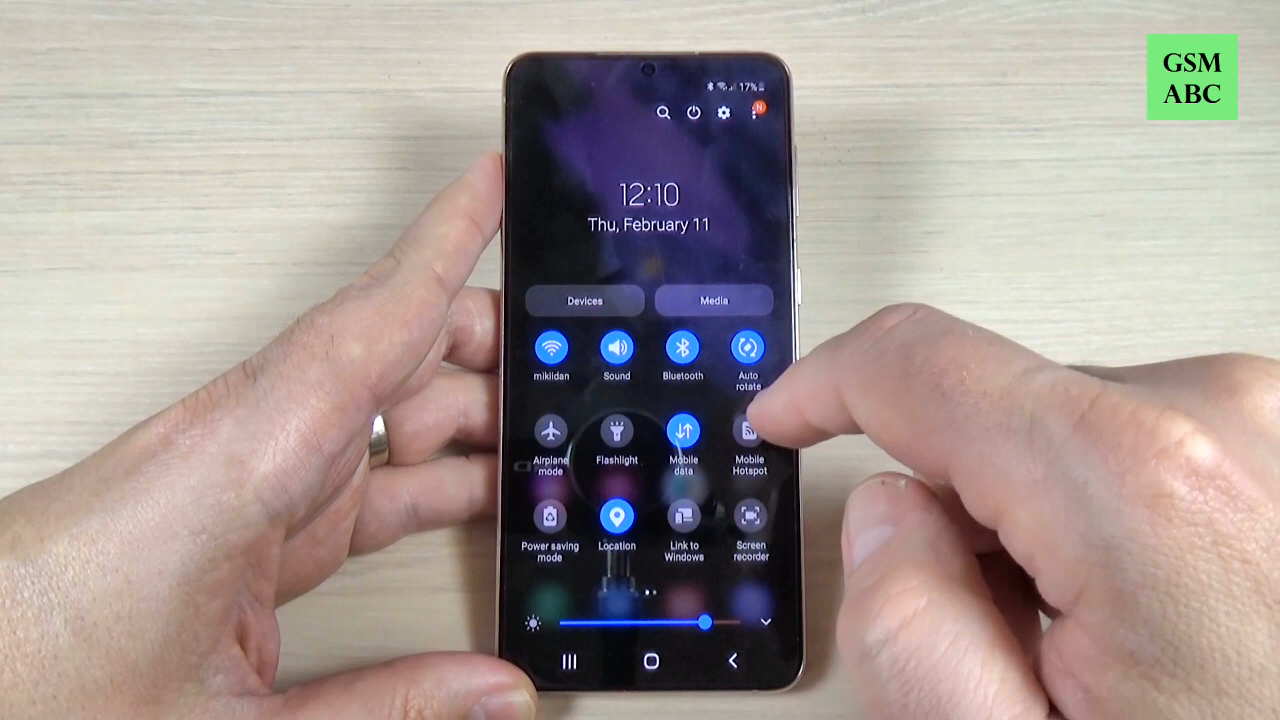 GSM
ABC
17%
N
12:10
Thu, February 11
Devices
Media
mikiidan
Sound
Bluetooth
Auto
rotate
Airplane
mode
Flashlight
Mobile
data
Mobile
Hotspot
Power saving
mode
Location
Link to
Windows
Screen
recorder